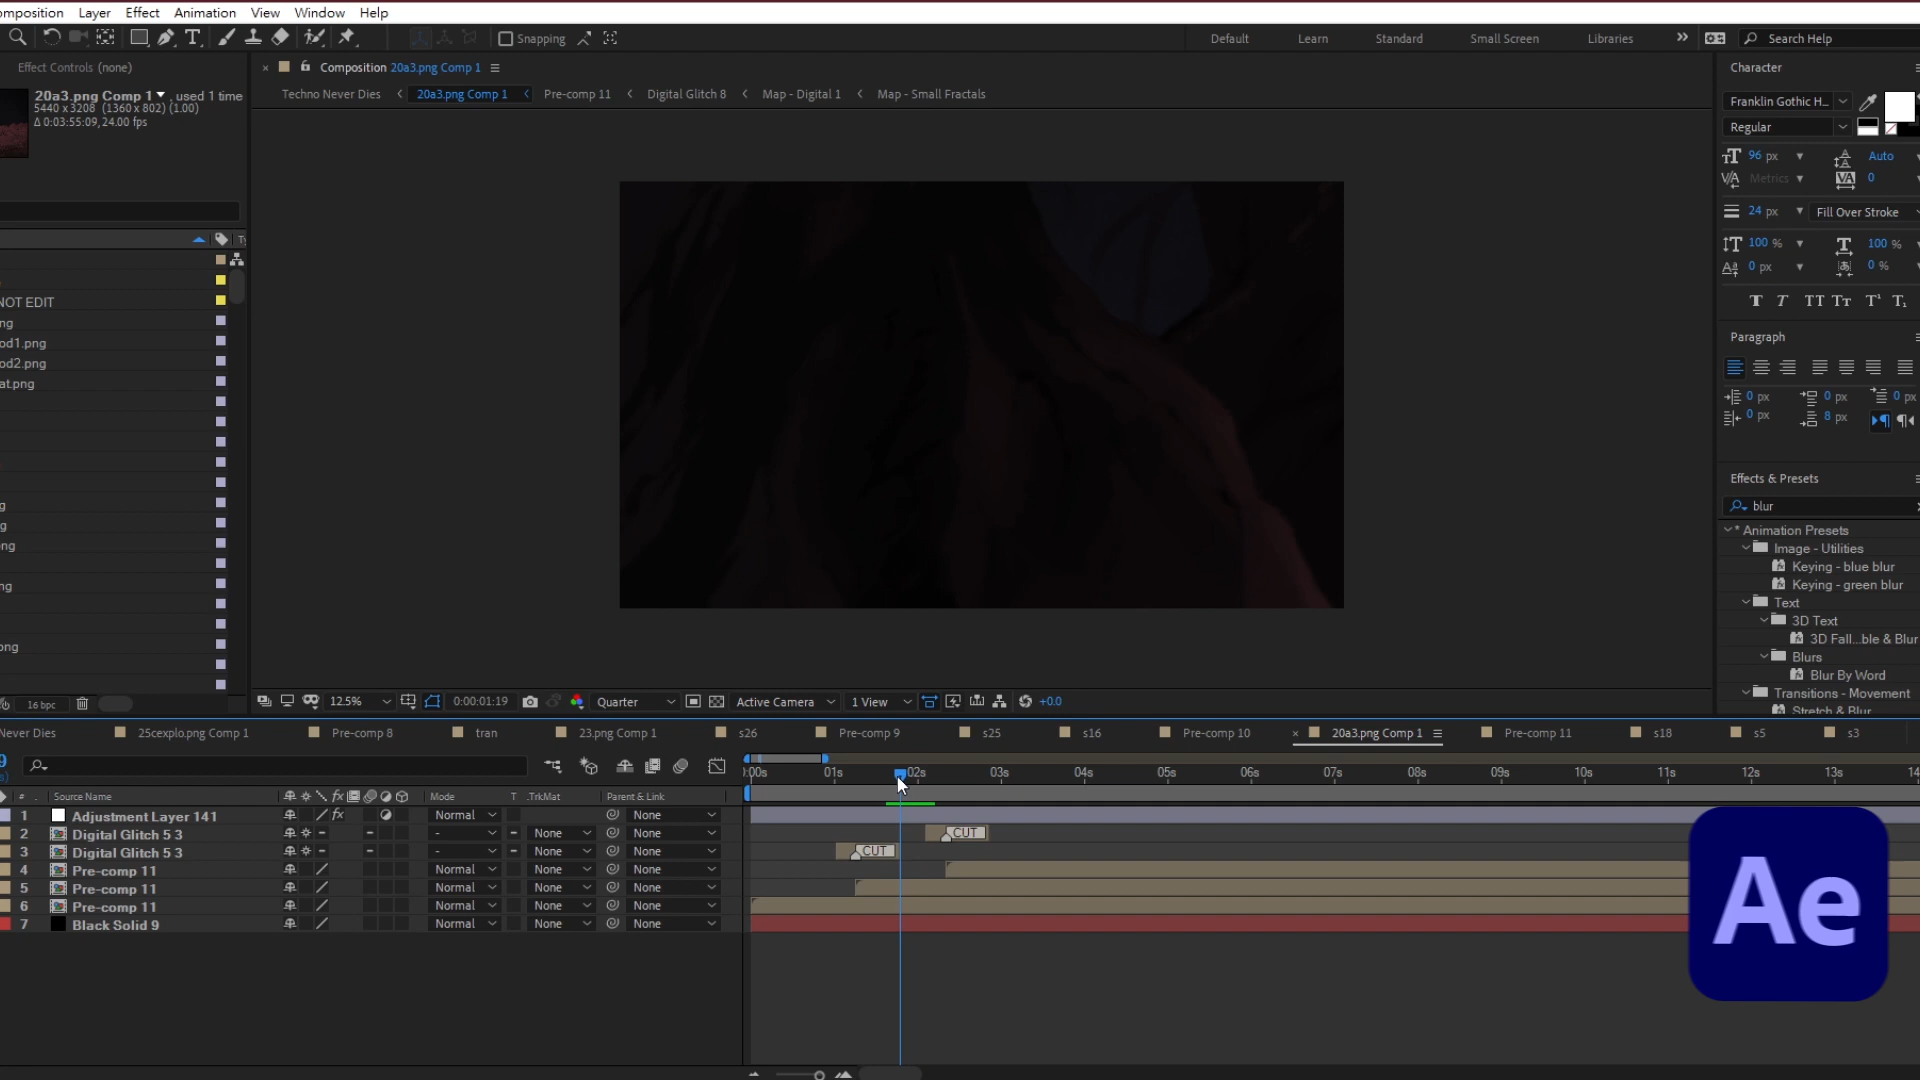 omposition Layer Effect Animation View Window Help
Snapping Default Learn Standard Small Screen Libraries Search Help
Effect Controls (none)
Composition 20a3.png Comp 1
20a3.png Comp 1 , used 1 time
5440 x 3208 (1360 x 802) (1.00)
Δ 0:03:55:09, 24.00 fps
Techno Never Dies 20a3.png Comp 1 Pre-comp 11 Digital Glitch 8 Map - Digital 1 Map - Small Fractals
Character
Franklin Gothic H...
Regular
96 px Auto
Metrics 0
24 px Fill Over Stroke
100 % 100 %
0 px 0 %
T T TT Tт T¹ T₁
Paragraph
0 px 0 px 0 px
0 px 8 px
Effects & Presets
blur
* Animation Presets
Image - Utilities
Keying - blue blur
Keying - green blur
Text
3D Text
3D Fall...ble & Blur
Blurs
Blur By Word
Transitions - Movement
Stretch & Blur
Ty
NOT EDIT
ng
od1.png
od2.png
at.png
g
g
ng
ng
png
16 bpc
12.5% 0:00:01:19 Quarter Active Camera 1 View +0.0
Never Dies 25cexplo.png Comp 1 Pre-comp 8 tran 23.png Comp 1 Pre-comp 9 s25 s26 s16 Pre-comp 10 20a3.png Comp 1 Pre-comp 11 s18 s5 s3
):00s 01s 02s 03s 04s 05s 06s 07s 08s 09s 10s 11s 12s 13s 14
# Source Name fx Mode T .TrkMat Parent & Link
1 Adjustment Layer 141 fx Normal None
2 Digital Glitch 5 3 - None None CUT
3 Digital Glitch 5 3 - None None CUT
4 Pre-comp 11 Normal None None
5 Pre-comp 11 Normal None None
6 Pre-comp 11 Normal None None
7 Black Solid 9 Normal None None
Ae